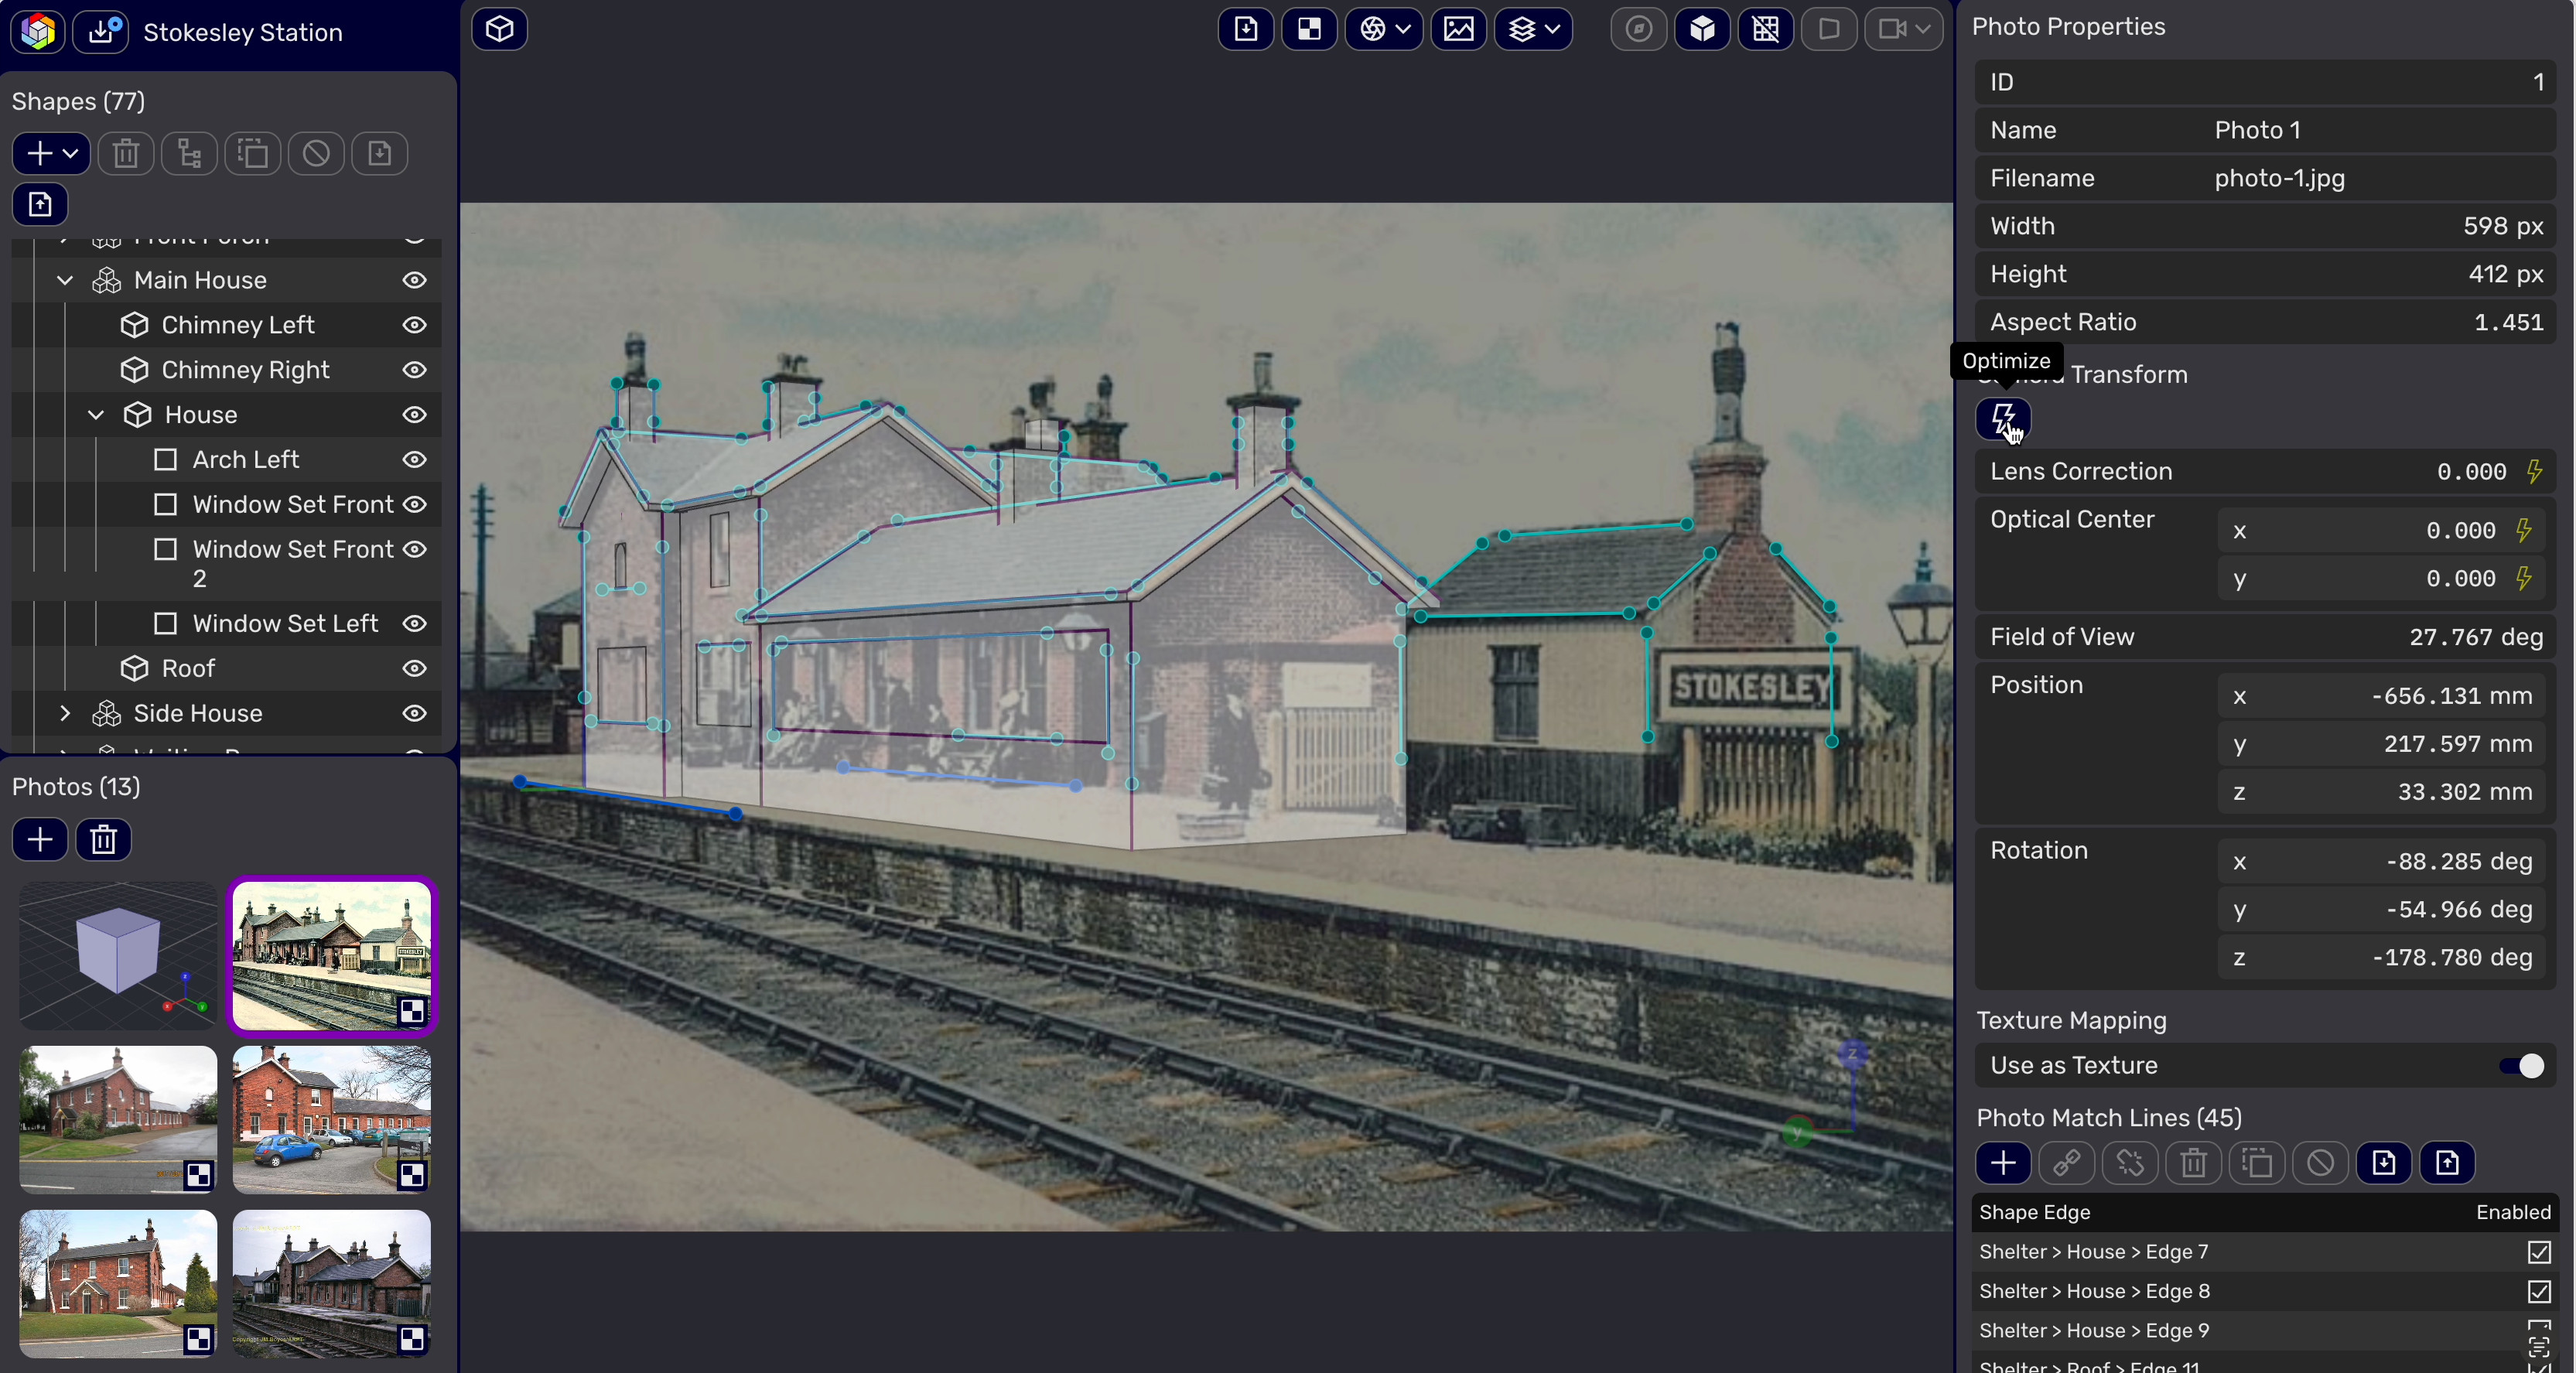 Stokesley Station
Shapes (77)
Front Porch
Main House
Chimney Left
Chimney Right
House
Arch Left
Window Set Front
Window Set Front
2
Window Set Left
Roof
Side House
Photos (13)
STOKESLEY
z
y
Photo Properties
ID 1
Name Photo 1
Filename photo-1.jpg
Width 598 px
Height 412 px
Aspect Ratio 1.451
Optimize
Transform
Lens Correction 0.000
Optical Center x 0.000
y 0.000
Field of View 27.767 deg
Position x -656.131 mm
y 217.597 mm
z 33.302 mm
Rotation x -88.285 deg
y -54.966 deg
z -178.780 deg
Texture Mapping
Use as Texture
Photo Match Lines (45)
Shape Edge Enabled
Shelter > House > Edge 7
Shelter > House > Edge 8
Shelter > House > Edge 9
Shelter > Roof > Edge 11